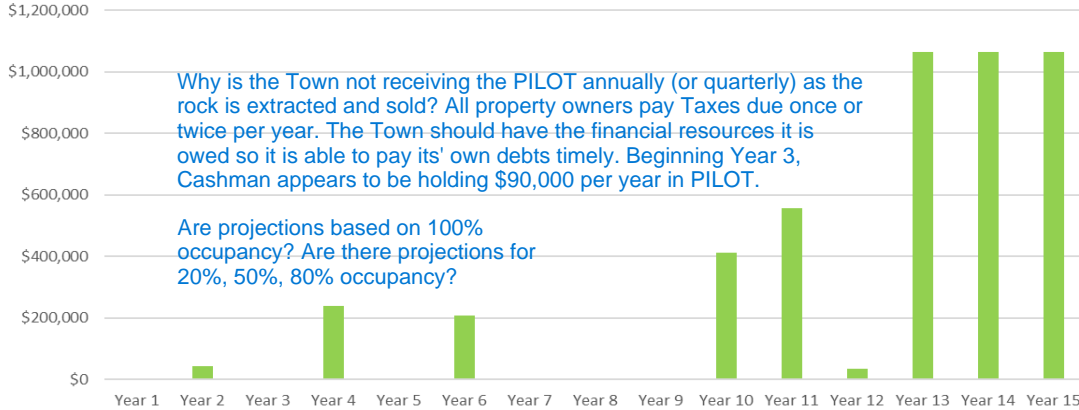 $1,200,000
$1,000,000
$800,000
$600,000
$400,000
$200,000
$0
Why is the Town not receiving the PILOT annually (or quarterly) as the
rock is extracted and sold? All property owners pay Taxes due once or
twice per year. The Town should have the financial resources it is
owed so it is able to pay its' own debts timely. Beginning Year 3,
Cashman appears to be holding $90,000 per year in PILOT.
Are projections based on 100%
occupancy? Are there projections for
20%, 50%, 80% occupancy?
Year 1 Year 2 Year 3 Year 4 Year 5 Year 6 Year 7 Year 8 Year 9 Year 10 Year 11 Year 12 Year 13 Year 14 Year 15